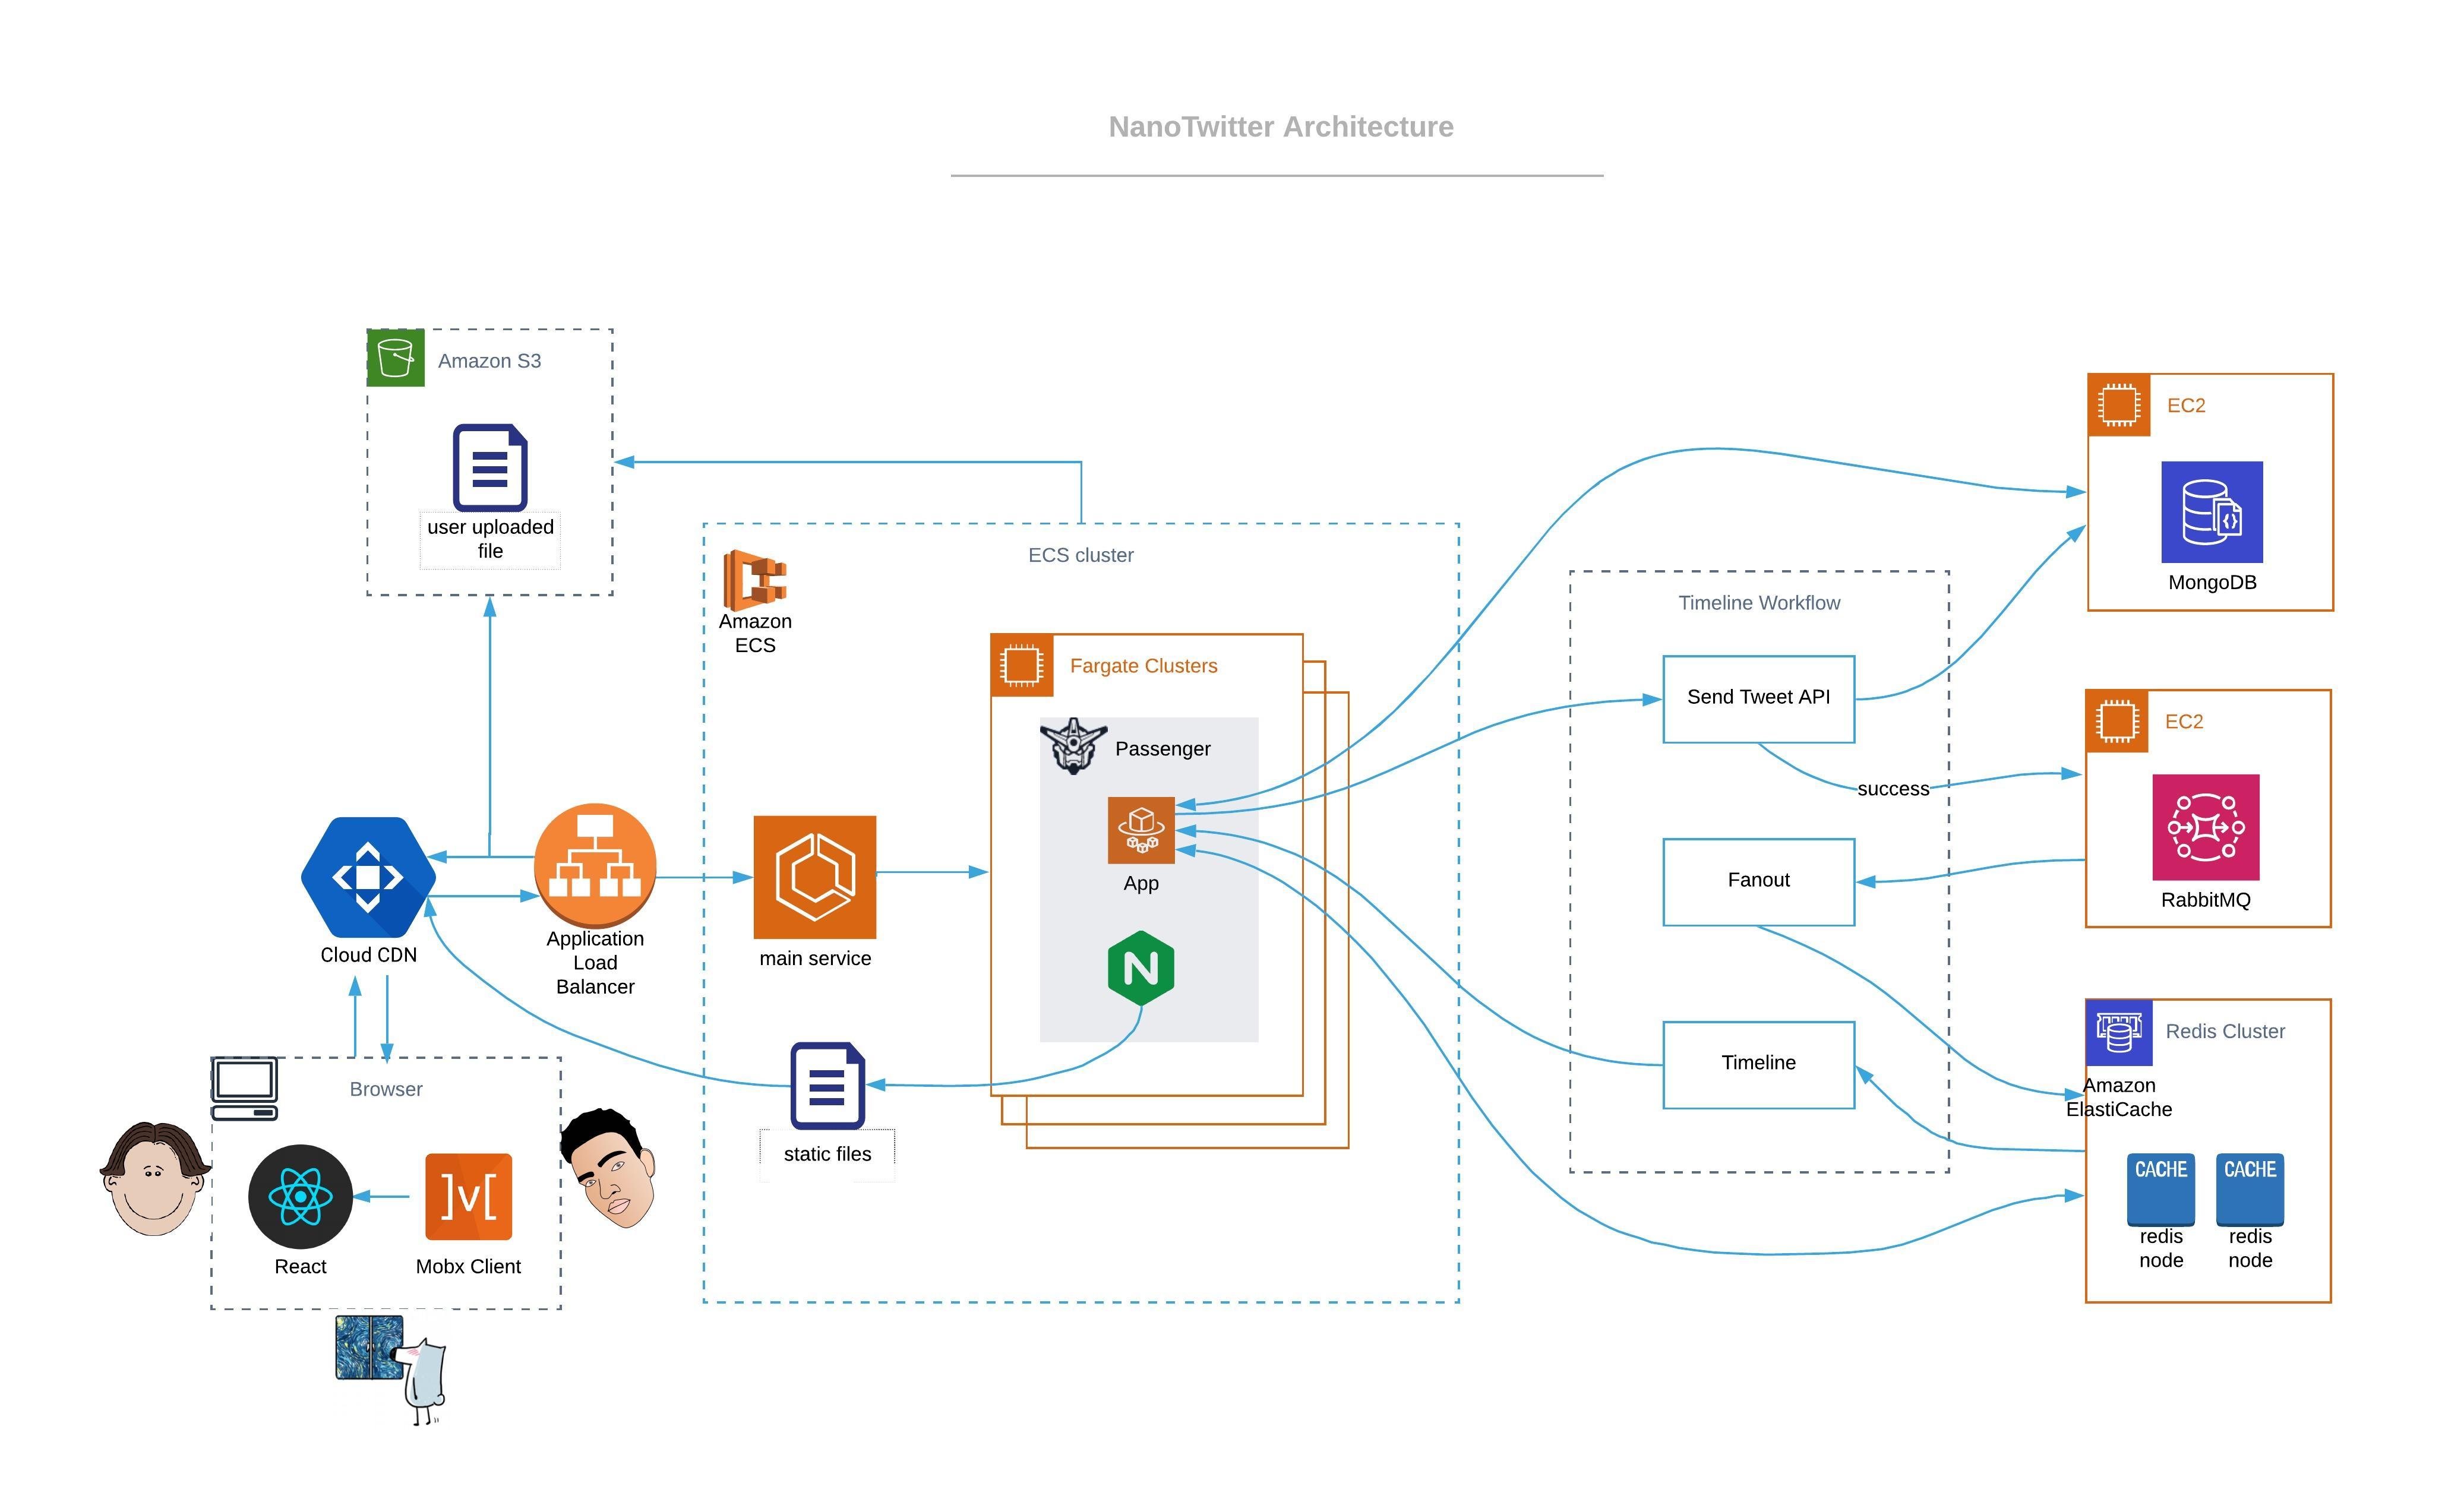 NanoTwitter Architecture
Amazon S3
user uploaded
file
ECS cluster
Amazon
ECS
Fargate Clusters
Passenger
App
N
main service
static files
Cloud CDN
Application
Load
Balancer
Browser
React
]v[
Mobx Client
Timeline Workflow
Send Tweet API
success
Fanout
Timeline
EC2
{}
MongoDB
EC2
RabbitMQ
Redis Cluster
Amazon
ElastiCache
CACHE
CACHE
redis
node
redis
node